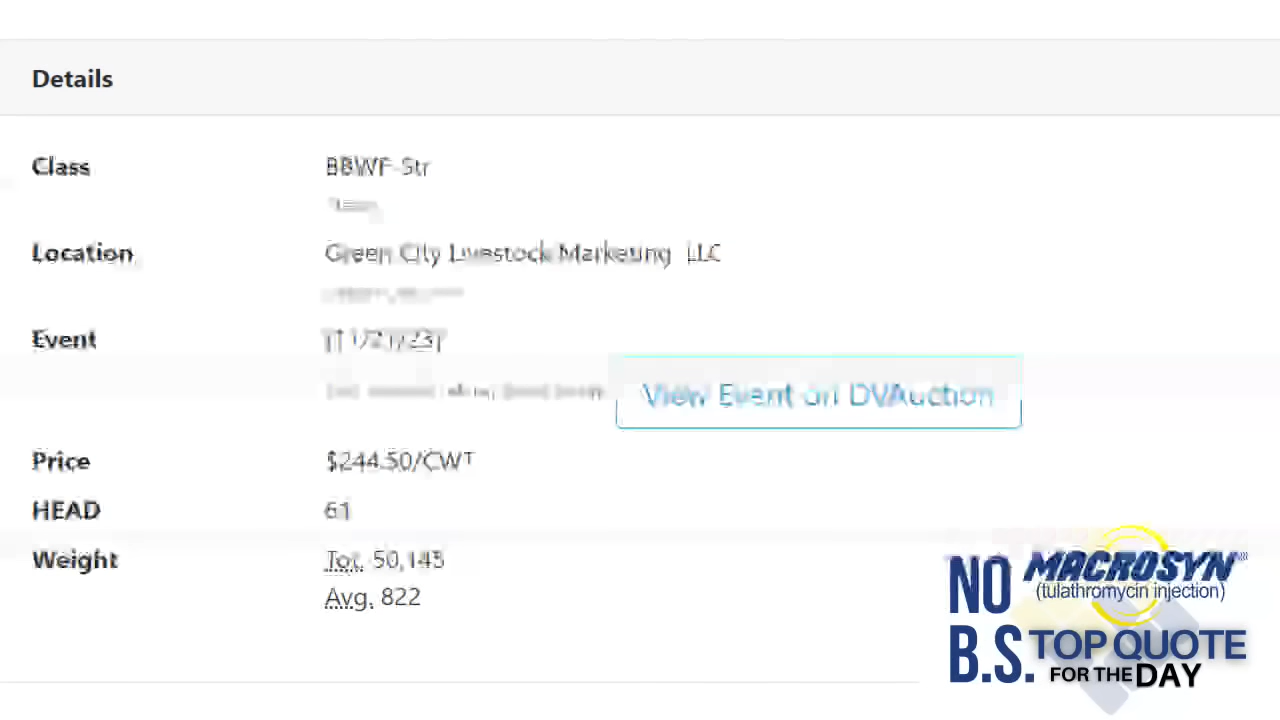 Details
Class BBWF-Str
Location Green City Livestock Marketing LLC
Event
View Event on DVAuction
Price $244.50/CWT
HEAD 61
Weight Tot. 50,145
Avg. 822
NO B.S.
MACROSYN
(tulathromycin injection)
TOP QUOTE
FOR THE DAY